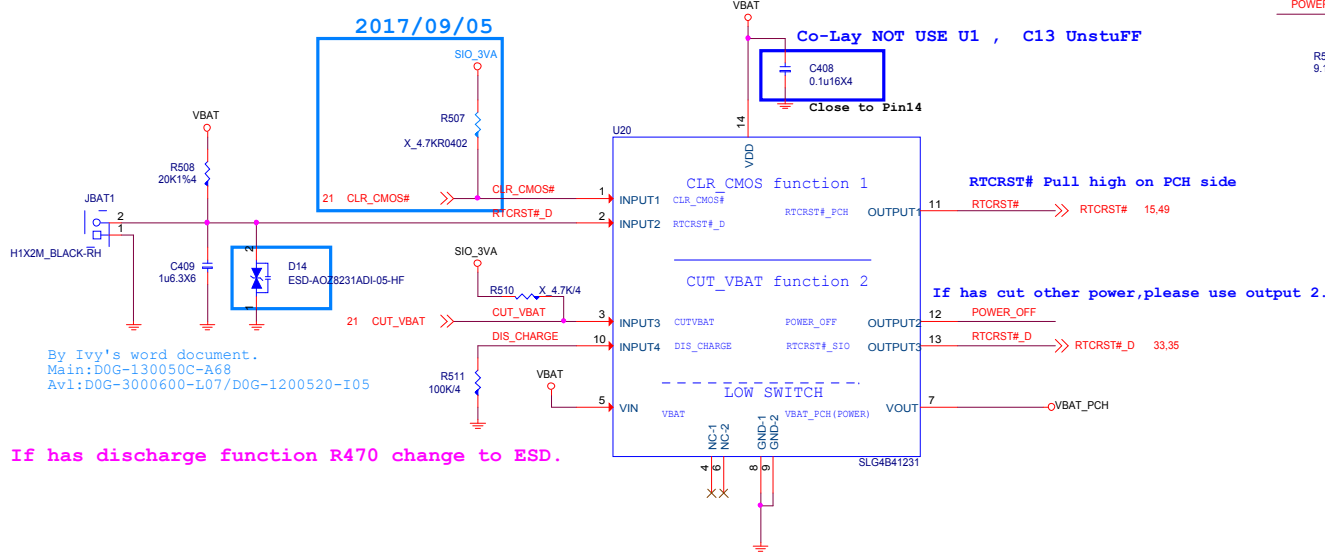 2017/09/05
SIO_3VA
R507
X_4.7KR0402
21 CLR_CMOS#
CLR_CMOS#
VBAT
R508
20K1%4
JBAT1
2
1
H1X2M_BLACK-RH
RTCRST#_D
C409
1u6.3X6
2
1
D14
ESD-AOZ8231ADI-05-HF
By Ivy's word document.
Main:D0G-130050C-A68
Avl:D0G-3000600-L07/D0G-1200520-I05
If has discharge function R470 change to ESD.
SIO_3VA
R510
X_4.7K/4
21 CUT_VBAT
CUT_VBAT
DIS_CHARGE
R511
100K/4
VBAT
VBAT
Co-Lay NOT USE U1 , C13 UnstuFF
C408
0.1u16X4
Close to Pin14
U20
14
VDD
CLR_CMOS function 1
1 INPUT1 CLR_CMOS#
2 INPUT2 RTCRST#_D
RTCRST#_PCH OUTPUT1 11
CUT_VBAT function 2
3 INPUT3 CUTVBAT
POWER_OFF OUTPUT2 12
10 INPUT4 DIS_CHARGE
RTCRST#_SIO OUTPUT3 13
LOW SWITCH
5 VIN VBAT
VBAT_PCH(POWER) VOUT 7
NC-1
NC-2
GND-1
GND-2
4
6
8
9
SLG4B41231
RTCRST# Pull high on PCH side
RTCRST#
RTCRST# 15,49
If has cut other power,please use output 2.
POWER_OFF
RTCRST#_D
RTCRST#_D 33,35
VBAT_PCH